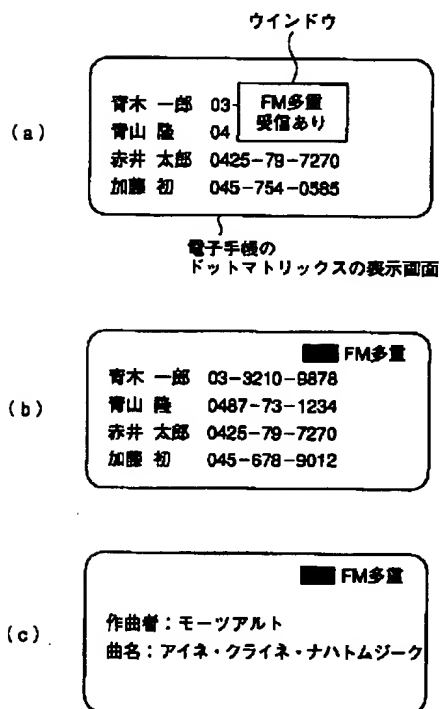 ウインドウ
(a)
FM多重
受信あり
青木 一郎 03-
青山 隆 04
赤井 太郎 0425-79-7270
加藤 初 045-754-0585
電子手帳の
ドットマトリックスの表示画面
(b)
FM多重
青木 一郎 03-3210-9878
青山 隆 0487-73-1234
赤井 太郎 0425-79-7270
加藤 初 045-678-9012
(c)
FM多重
作曲者：モーツアルト
曲名：アイネ・クライネ・ナハトムジーク